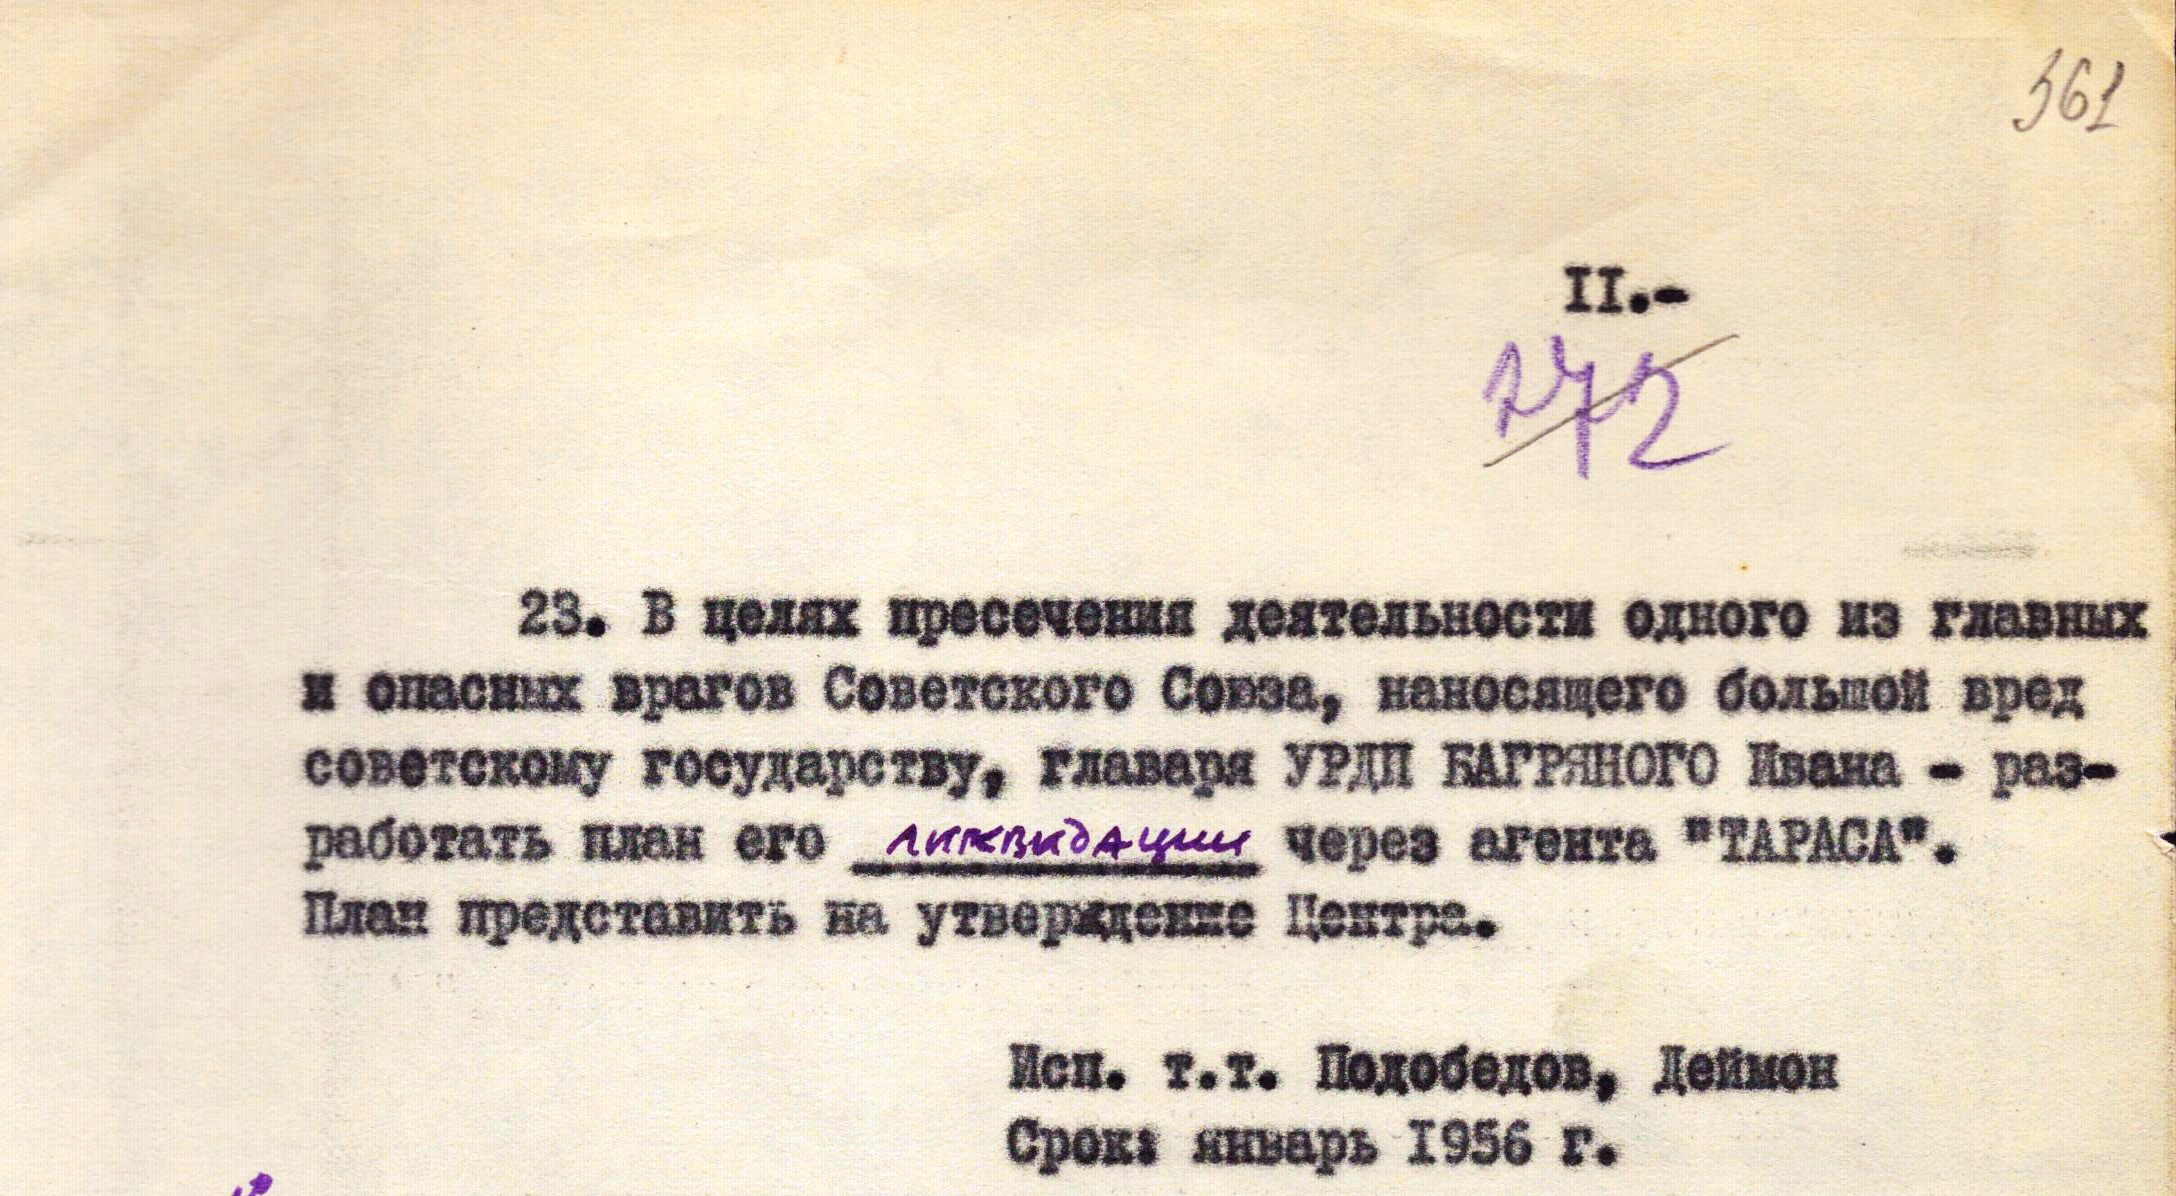 361
II.-
272
23. В целях пресечения деятельности одного из главных
и опасных врагов Советского Союза, наносящего большой вред
советскому государству, главаря УРДП БАГРЯНОГО Ивана - раз-
работать план его ликвидации через агента "ТАРАСА".
План представить на утверждение Центра.
Исп. т.т. Подобедов, Деймон
Срок: январь 1956 г.